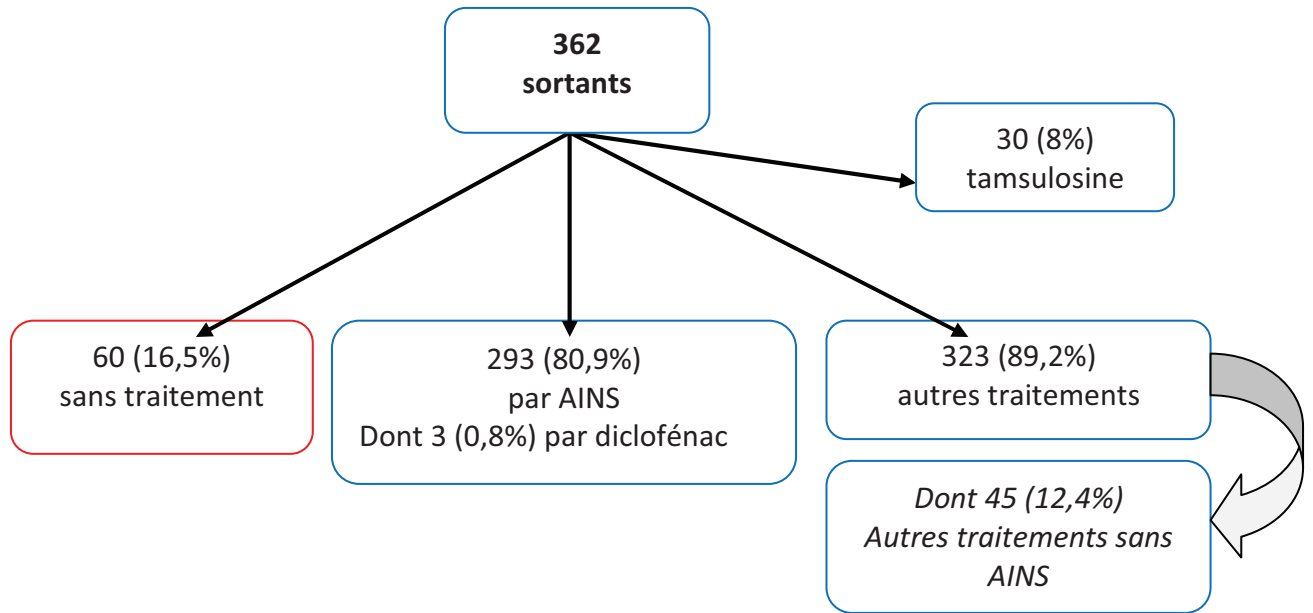 362
sortants
30 (8%)
tamsulosine
60 (16,5%)
sans traitement
293 (80,9%)
par AINS
Dont 3 (0,8%) par diclofénac
323 (89,2%)
autres traitements
Dont 45 (12,4%)
Autres traitements sans
AINS